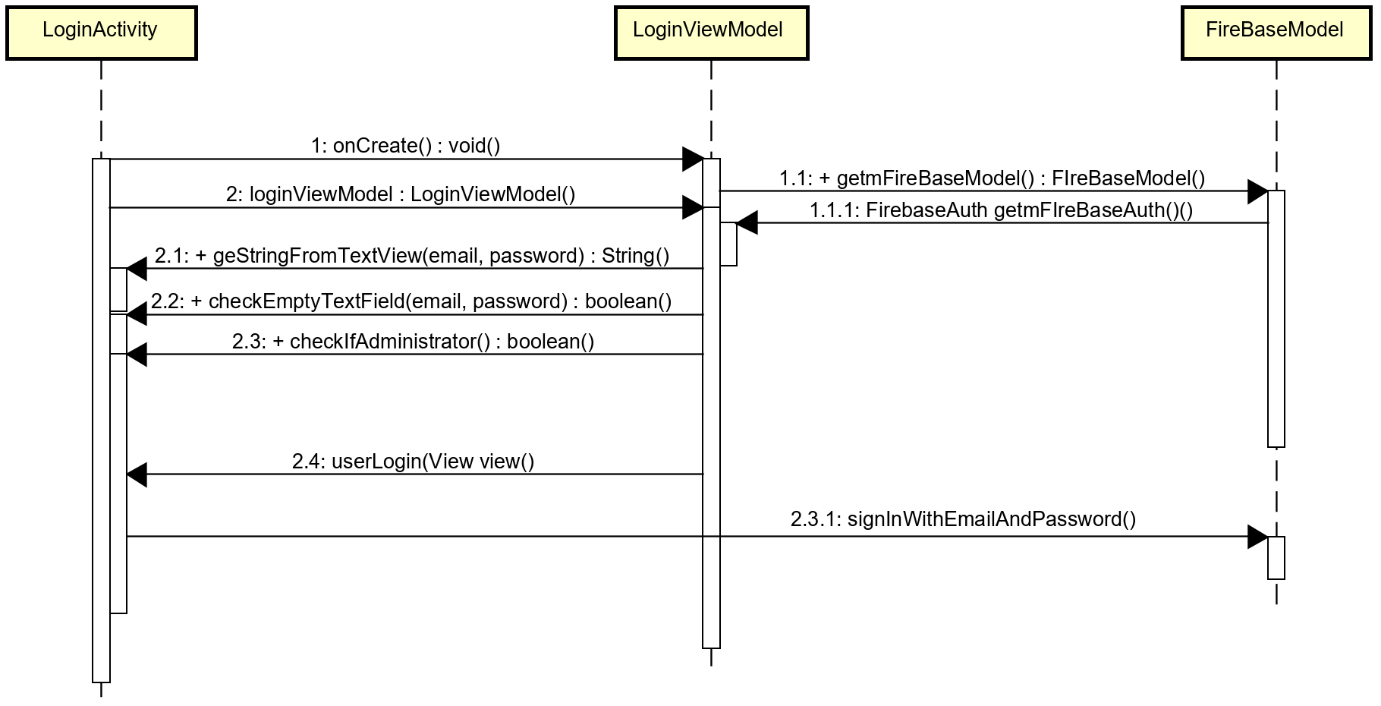 LoginActivity
LoginViewModel
FireBaseModel
1: onCreate() : void()
1.1: + getmFireBaseModel() : FIreBaseModel()
2: loginViewModel : LoginViewModel()
1.1.1: FirebaseAuth getmFIreBaseAuth()()
2.1: + geStringFromTextView(email, password) : String()
2.2: + checkEmptyTextField(email, password) : boolean()
2.3: + checkIfAdministrator() : boolean()
2.4: userLogin(View view()
2.3.1: signInWithEmailAndPassword()